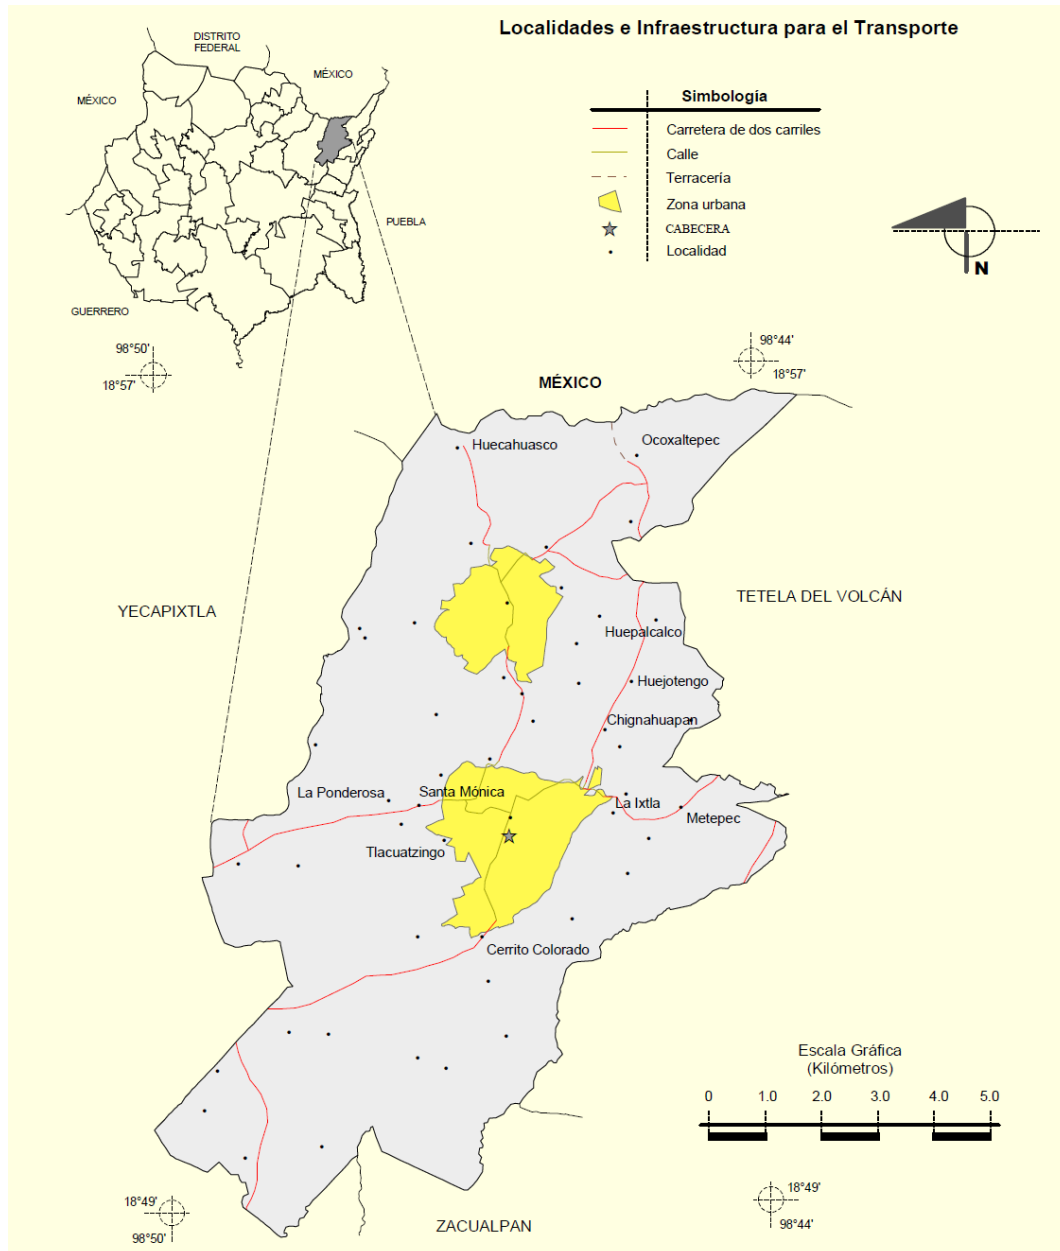 Localidades e Infraestructura para el Transporte
DISTRITO
FEDERAL
MÉXICO
MÉXICO
PUEBLA
GUERRERO
Simbología
Carretera de dos carriles
Calle
Terracería
Zona urbana
CABECERA
Localidad
N
98°50'
18°57'
98°44'
18°57'
MÉXICO
Huecahuasco
Ocoxaltepec
YECAPIXTLA
TETELA DEL VOLCÁN
Huepalcalco
Huejotengo
Chignahuapan
La Ponderosa
Santa Mónica
La Ixtla
Metepec
Tlacuatzingo
Cerrito Colorado
Escala Gráfica
(Kilómetros)
0 1.0 2.0 3.0 4.0 5.0
18°49'
98°50'
ZACUALPAN
18°49'
98°44'